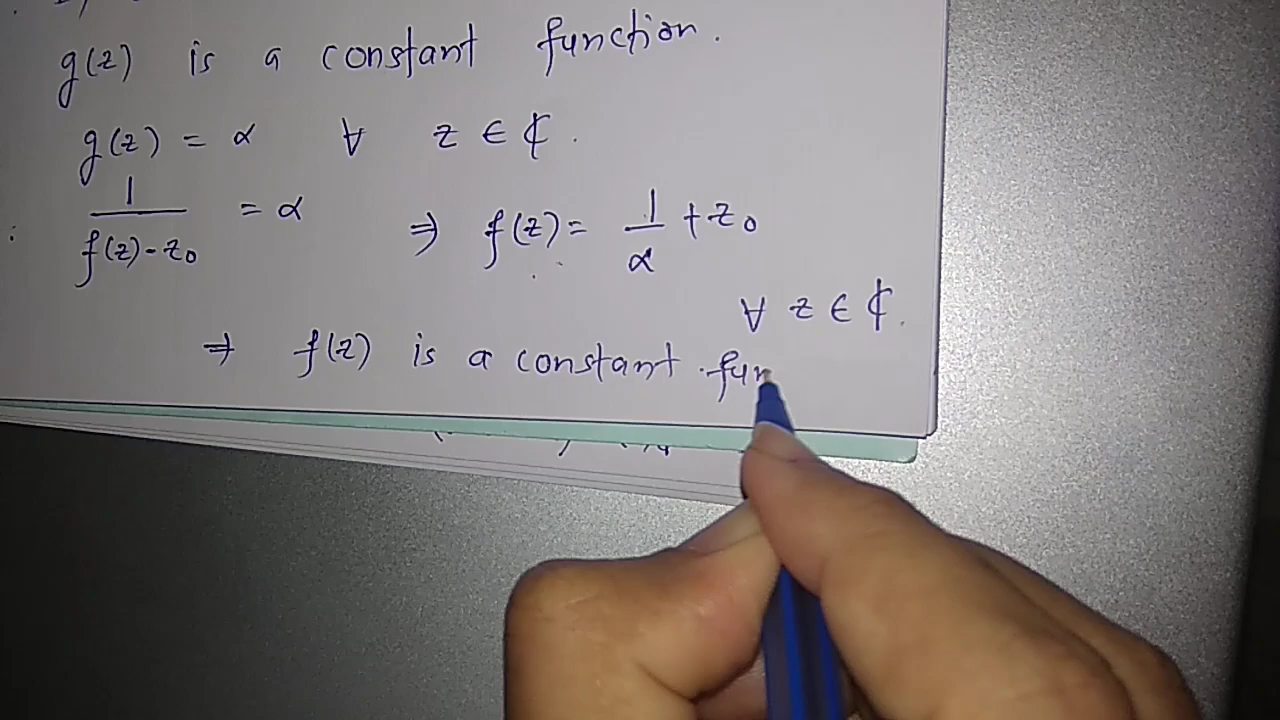 g(z) is a constant function.
g(z) = α ∀ z ∈ ℂ.
1/(f(z)-z₀) = α ⇒ f(z) = 1/α + z₀
∀ z ∈ ℂ.
⇒ f(z) is a constant fun